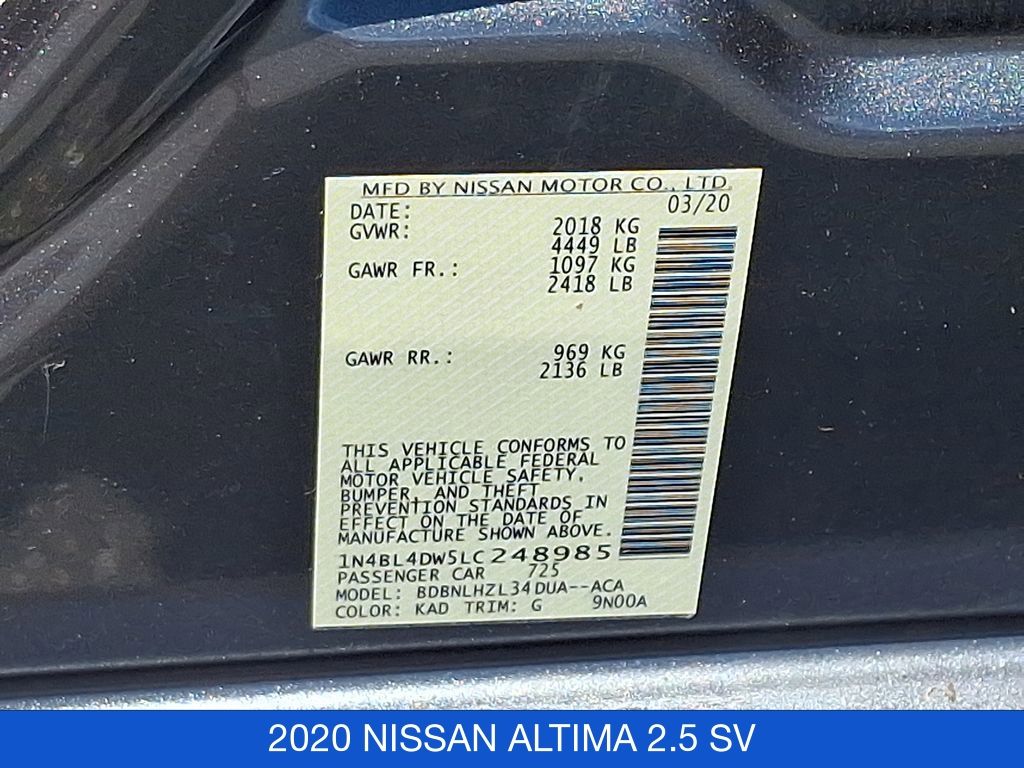 MFD BY NISSAN MOTOR CO., LTD.
DATE: 03/20
GVWR: 2018 KG
4449 LB
GAWR FR.: 1097 KG
2418 LB
GAWR RR.: 969 KG
2136 LB
THIS VEHICLE CONFORMS TO
ALL APPLICABLE FEDERAL
MOTOR VEHICLE SAFETY,
BUMPER, AND THEFT
PREVENTION STANDARDS IN
EFFECT ON THE DATE OF
MANUFACTURE SHOWN ABOVE.
1N4BL4DW5LC248985
PASSENGER CAR 725
MODEL: BDBNLHZL34DUA--ACA
COLOR: KAD TRIM: G 9N00A
2020 NISSAN ALTIMA 2.5 SV